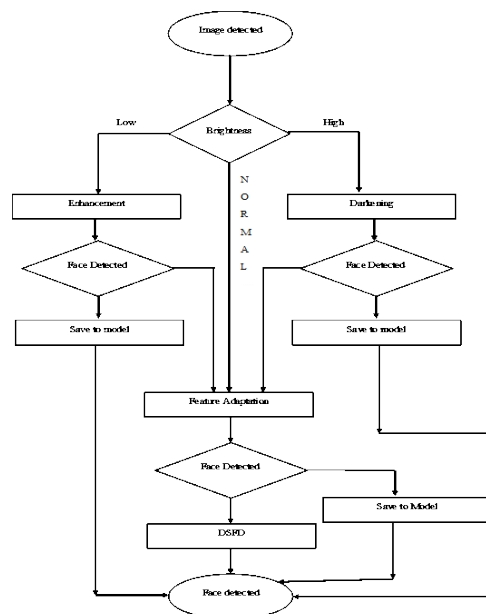 Image detected
Low
High
Brightness
N
O
R
M
A
L
Enhancement
Darkening
Face Detected
Face Detected
Save to model
Save to model
Feature Adaptation
Face Detected
Save to Model
DSFD
Face detected